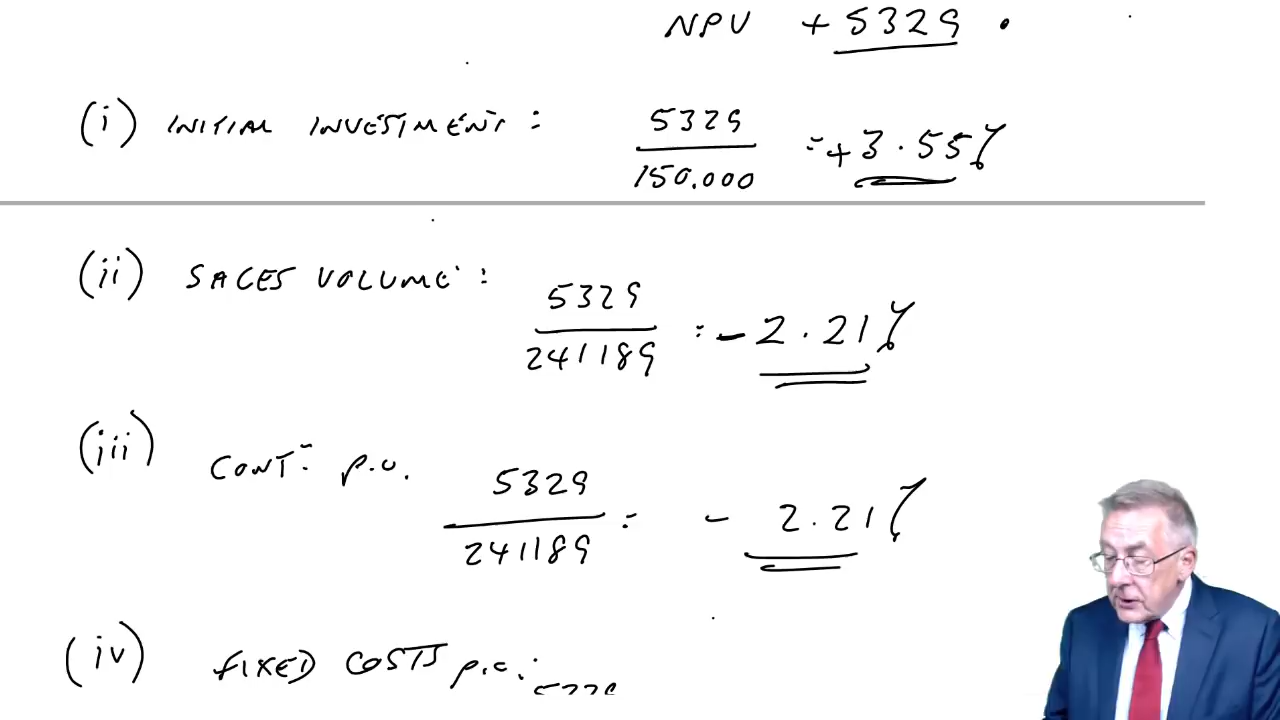 NPV + 5329
(i) INITIAL INVESTMENT: 5329 / 150,000 = +3.55%
(ii) SALES VOLUME: 5329 / 241189 = -2.21%
(iii) CONT: p.u. 5329 / 241189 = - 2.21%
(iv) FIXED COSTS p.a.: